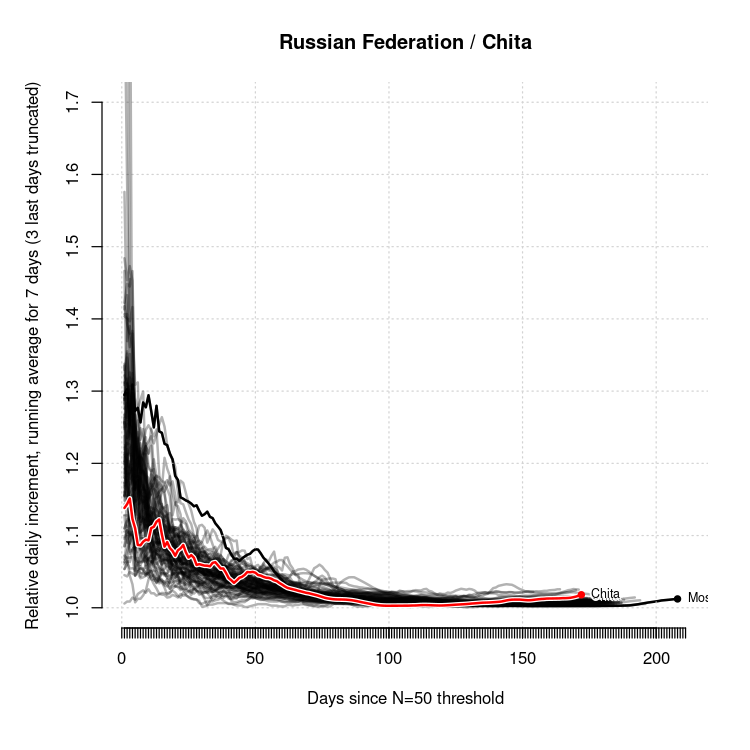 Russian Federation / Chita
Relative daily increment, running average for 7 days (3 last days truncated)
1.7
1.6
1.5
1.4
1.3
1.2
1.1
1.0
Chita
Mos
0 50 100 150 200
Days since N=50 threshold